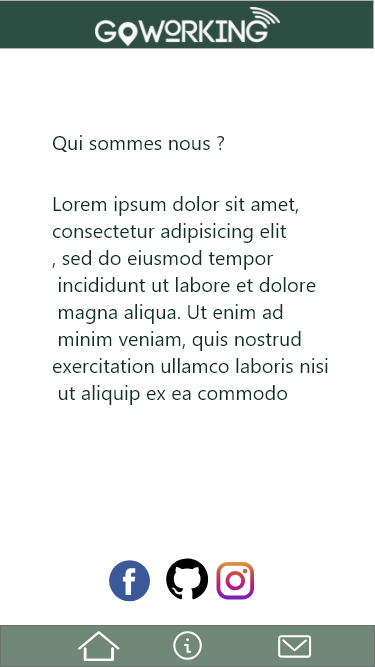 GOWORKING
Qui sommes nous ?
Lorem ipsum dolor sit amet,
consectetur adipisicing elit
, sed do eiusmod tempor
incididunt ut labore et dolore
magna aliqua. Ut enim ad
minim veniam, quis nostrud
exercitation ullamco laboris nisi
ut aliquip ex ea commodo